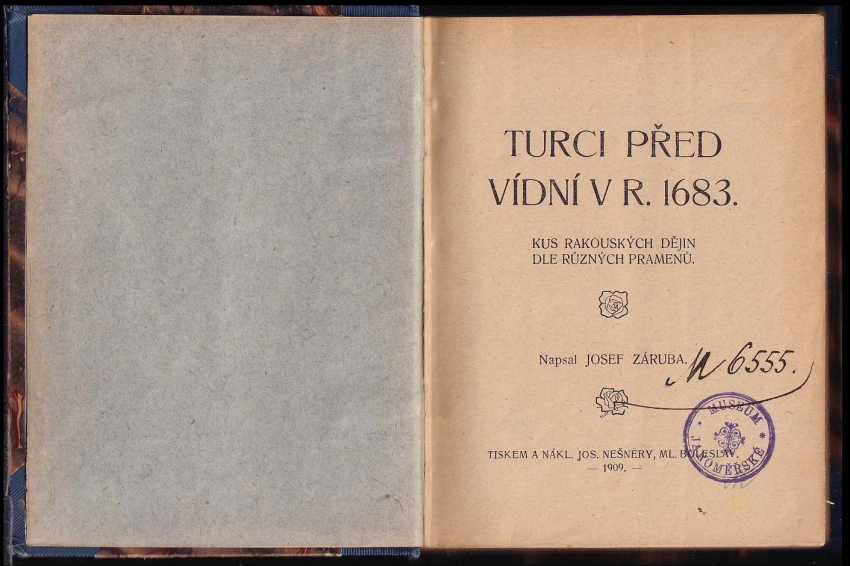 TURCI PŘED
VÍDNÍ V R. 1683.
KUS RAKOUSKÝCH DĚJIN
DLE RŮZNÝCH PRAMENŮ.
Napsal JOSEF ZÁRUBA.
M 6555.
MUSEUM
JAROMĚŘSKÉ
TISKEM A NÁKL. JOS. NEŠNĚRY, ML. BOLESLAV.
— 1909. —